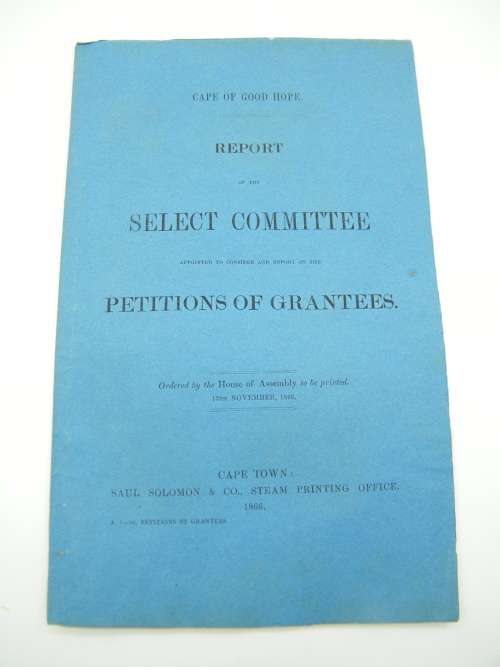 CAPE OF GOOD HOPE.
REPORT
OF THE
SELECT COMMITTEE
APPOINTED TO CONSIDER AND REPORT ON THE
PETITIONS OF GRANTEES.
Ordered by the House of Assembly to be printed.
NOVEMBER, 1866.
CAPE TOWN:
SAUL SOLOMON & CO., STEAM PRINTING OFFICE.
1866.
PETITIONS OF GRANTEES